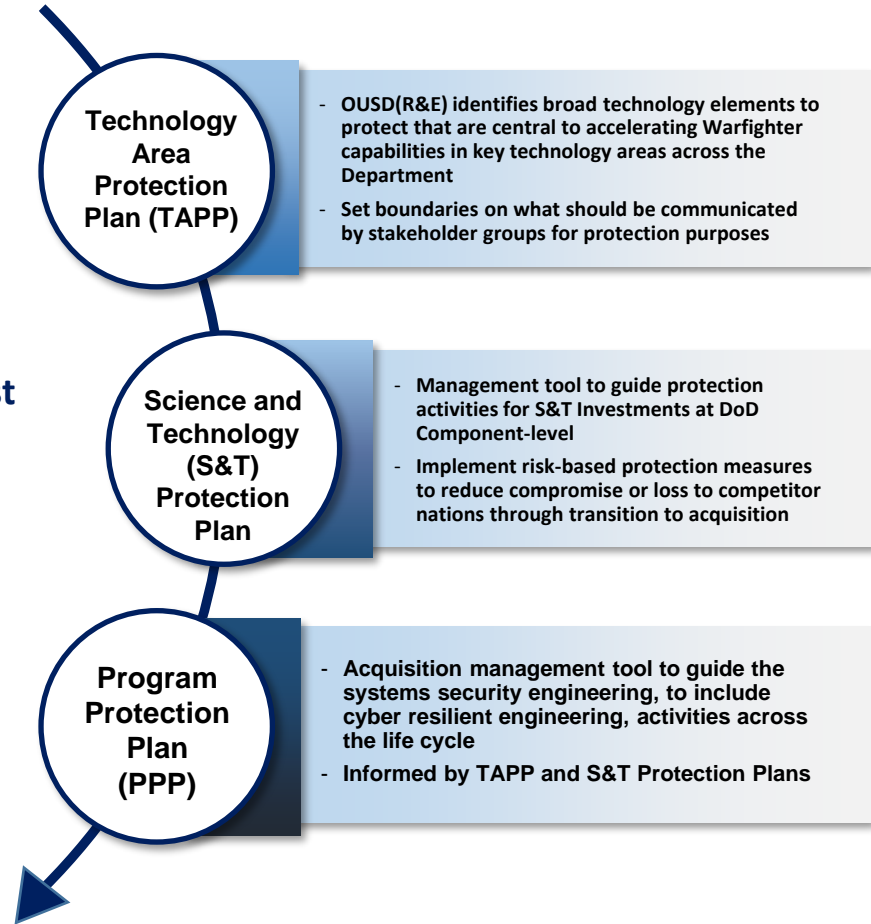 Technology
Area
Protection
Plan (TAPP)
- OUSD(R&E) identifies broad technology elements to
protect that are central to accelerating Warfighter
capabilities in key technology areas across the
Department
- Set boundaries on what should be communicated
by stakeholder groups for protection purposes
Science and
Technology
(S&T)
Protection
Plan
- Management tool to guide protection
activities for S&T Investments at DoD
Component-level
- Implement risk-based protection measures
to reduce compromise or loss to competitor
nations through transition to acquisition
Program
Protection
Plan
(PPP)
- Acquisition management tool to guide the
systems security engineering, to include
cyber resilient engineering, activities across
the life cycle
- Informed by TAPP and S&T Protection Plans